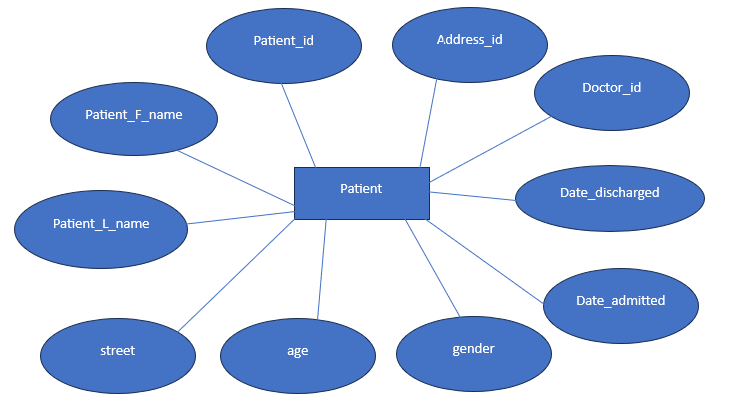 Patient_id
Address_id
Doctor_id
Patient_F_name
Patient
Date_discharged
Patient_L_name
Date_admitted
street
age
gender